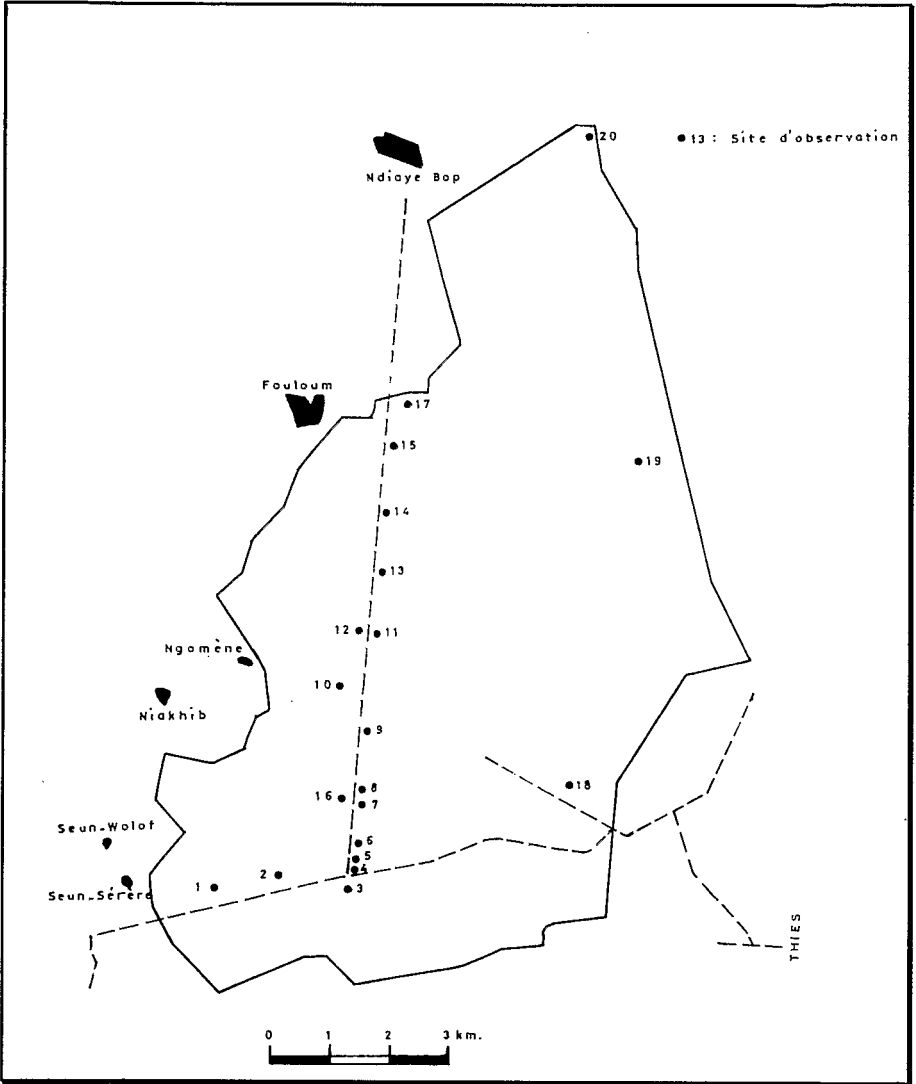 20
13 : Site d'observation
Ndiaye Bop
Fouloum
17
15
19
14
13
12
11
Ngomène
10
Niakhib
9
18
8
16
7
Seun-Wolof
6
5
4
2
1
3
Seun-Sérère
THIES
0 1 2 3 km.